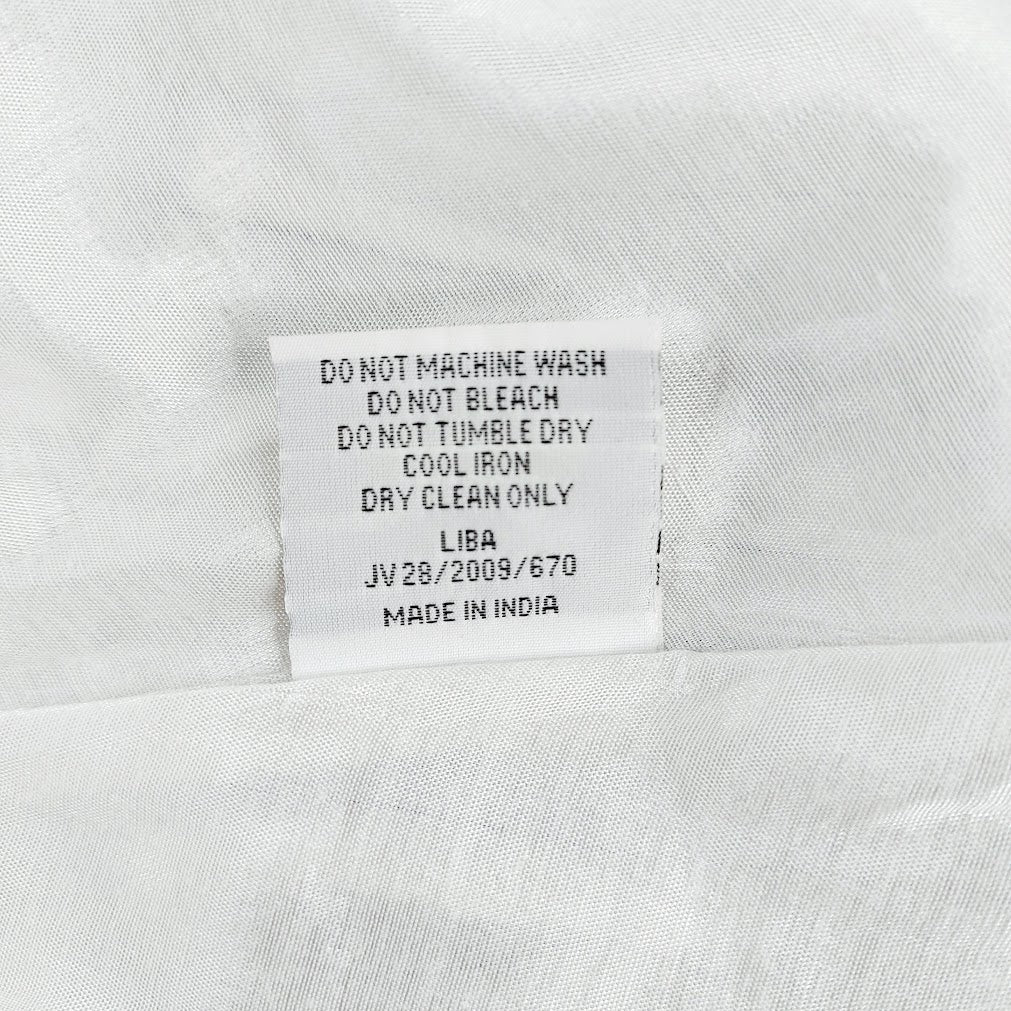 DO NOT MACHINE WASH
DO NOT BLEACH
DO NOT TUMBLE DRY
COOL IRON
DRY CLEAN ONLY
LIBA
JV 28/2009/670
MADE IN INDIA